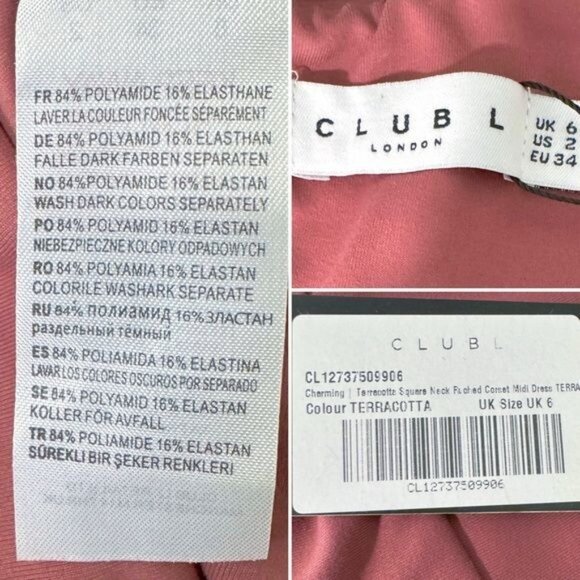 FR 84% POLYAMIDE 16% ELASTHANE
LAVER LA COULEUR FONCÉE SÉPARÉMENT
DE 84% POLYAMID 16% ELASTHAN
FALLE DARK FARBEN SEPARATEN
NO 84%POLYAMIDE 16% ELASTAN
WASH DARK COLORS SEPARATELY
PO 84% POLYAMID 16% ELASTAN
NIEBEZPIECZNE KOLORY ODPADOWYCH
RO 84% POLYAMIA 16% ELASTAN
COLORILE WASHARK SEPARATE
RU 84% полиамид 16% ЭЛАСТАН
раздельный тёмный
ES 84% POLIAMIDA 16% ELASTINA
LAVAR LOS COLORES OSCUROS POR SEPARADO
SE 84% POLYAMID 16% ELASTAN
KOLLER FÖR AVFALL
TR 84% POLIAMIDE 16% ELASTAN
SÜREKLI BIR ŞEKER RENKLERI
CLUB L
LONDON
UK 6
US 2
EU 34
CLUB L
CL12737509906
Charming | Terracotta Square Neck Ruched Corset Midi Dress TERRA
Colour TERRACOTTA UK Size UK 6
CL12737509906